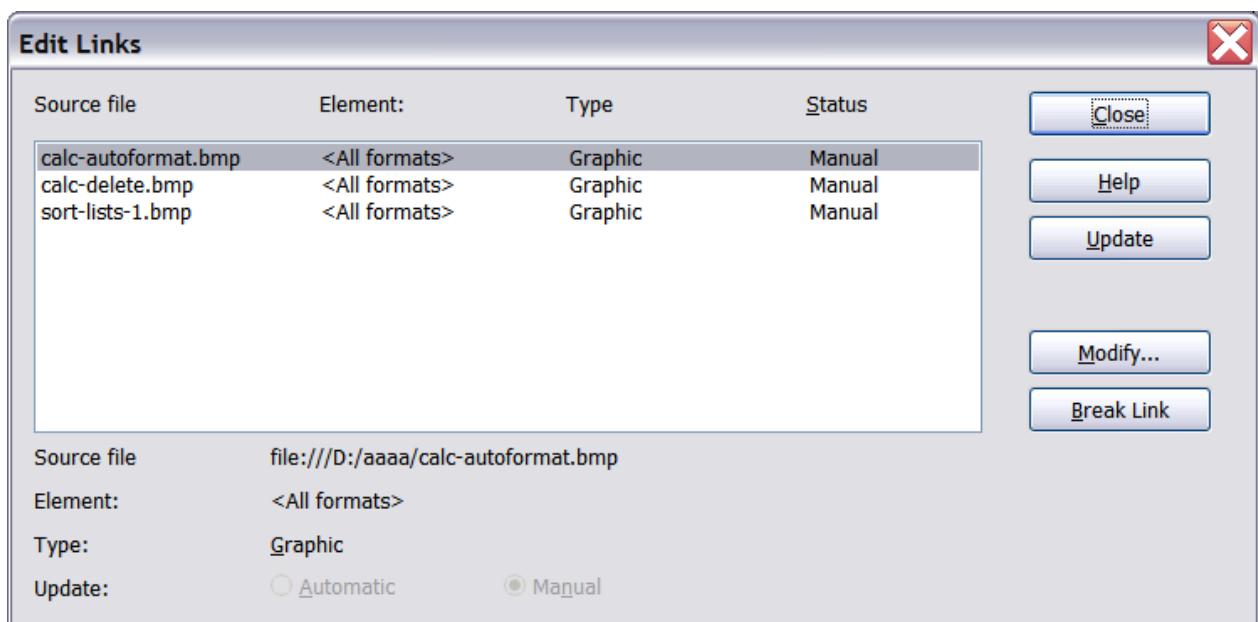 Edit Links
Source file Element: Type Status
Close
calc-autoformat.bmp <All formats> Graphic Manual
calc-delete.bmp <All formats> Graphic Manual
sort-lists-1.bmp <All formats> Graphic Manual
Help
Update
Modify...
Break Link
Source file file:///D:/aaaa/calc-autoformat.bmp
Element: <All formats>
Type: Graphic
Update: Automatic Manual